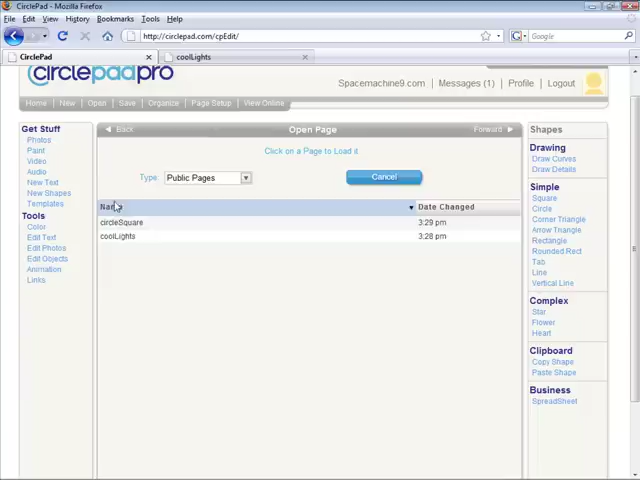 CirclePad - Mozilla Firefox
File Edit View History Bookmarks Tools Help
http://circlepad.com/cpEdit/
Google
CirclePad
coolLights
circlepadpro
Spacemachine9.com Messages (1) Profile Logout
Home New Open Save Organize Page Setup View Online
Get Stuff
Photos
Paint
Video
Audio
New Text
New Shapes
Templates
Tools
Color
Edit Text
Edit Photos
Edit Objects
Animation
Links
Back Open Page Forward
Click on a Page to Load it
Type: Public Pages Cancel
Name Date Changed
circleSquare 3:29 pm
coolLights 3:28 pm
Shapes
Drawing
Draw Curves
Draw Details
Simple
Square
Circle
Corner Triangle
Arrow Triangle
Rectangle
Rounded Rect
Tab
Line
Vertical Line
Complex
Star
Flower
Heart
Clipboard
Copy Shape
Paste Shape
Business
SpreadSheet